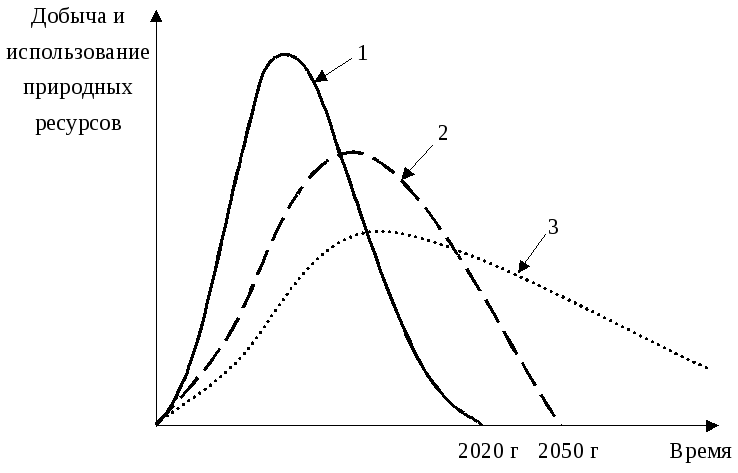 Добыча и
использование
природных
ресурсов
1
2
3
2020 г 2050 г Время